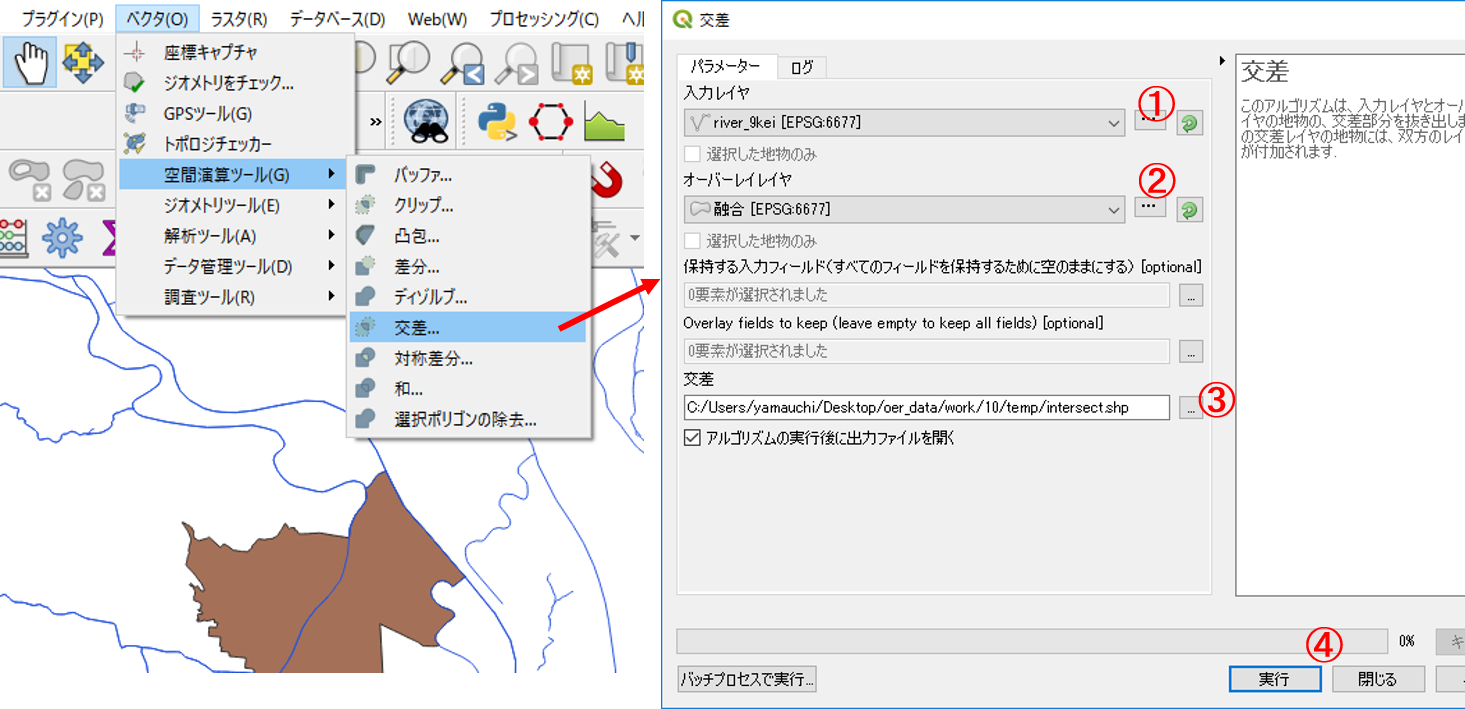 プラグイン(P) ベクタ(O) ラスタ(R) データベース(D) Web(W) プロセッシング(C)
座標キャプチャ
ジオメトリをチェック...
GPSツール(G)
トポロジチェッカー
空間演算ツール(G)
ジオメトリツール(E)
解析ツール(A)
データ管理ツール(D)
調査ツール(R)
バッファ...
クリップ...
凸包...
差分...
ディゾルブ...
交差...
対称差分...
和...
選択ポリゴンの除去...
交差
パラメーター ログ
入力レイヤ
①
river_9kei [EPSG:6677] ...
選択した地物のみ
オーバーレイレイヤ
②
融合 [EPSG:6677] ...
選択した地物のみ
保持する入力フィールド(すべてのフィールドを保持するために空のままにする) [optional]
0要素が選択されました ...
Overlay fields to keep (leave empty to keep all fields) [optional]
0要素が選択されました ...
交差
C:/Users/yamauchi/Desktop/oer_data/work/10/temp/intersect.shp ... ③
アルゴリズムの実行後に出力ファイルを開く
交差
このアルゴリズムは、入力レイヤとオー
イヤの地物の、交差部分を抜き出しま
の交差レイヤの地物には、双方のレイ
が付加されます.
④
0% キ
バッチプロセスで実行... 実行 閉じる